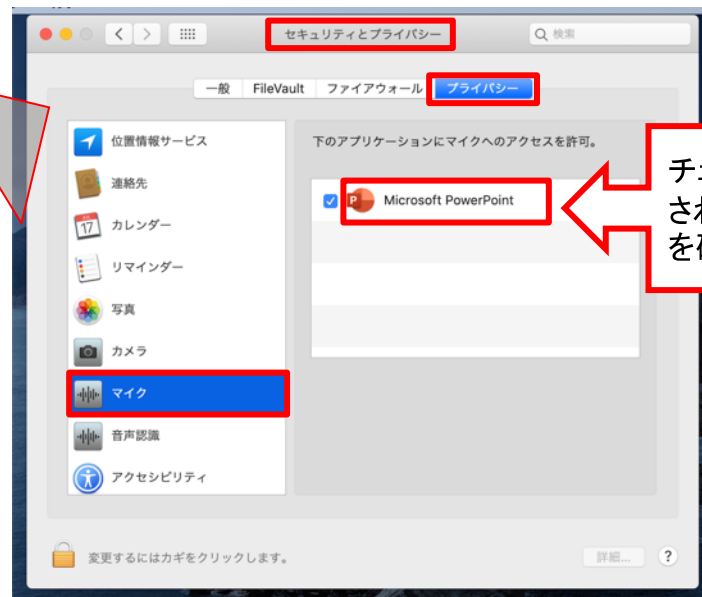 セキュリティとプライバシー
検索
一般 FileVault ファイアウォール プライバシー
位置情報サービス
連絡先
カレンダー
リマインダー
写真
カメラ
マイク
音声認識
アクセシビリティ
下のアプリケーションにマイクへのアクセスを許可。
Microsoft PowerPoint
チェ
され
を確
変更するにはカギをクリックします。
詳細... ?